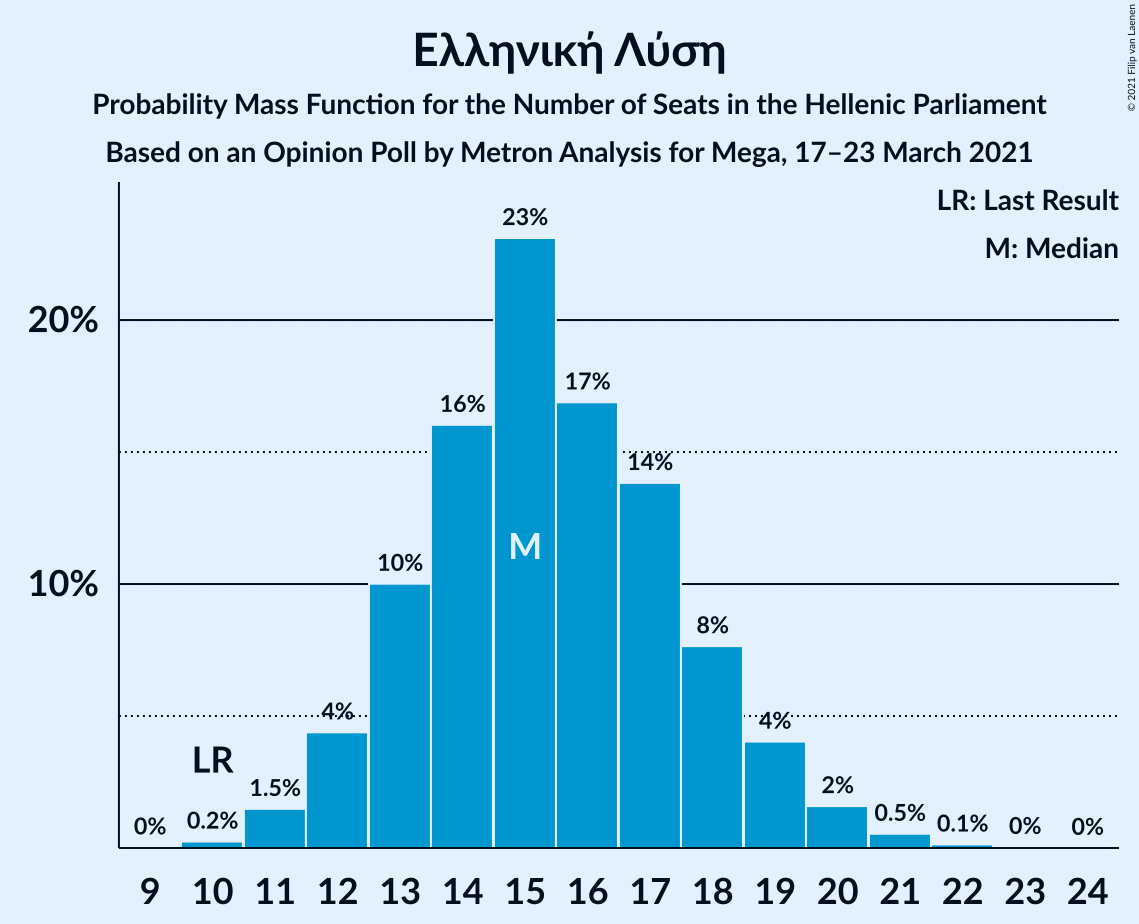 Ελληνική Λύση
Probability Mass Function for the Number of Seats in the Hellenic Parliament
Based on an Opinion Poll by Metron Analysis for Mega, 17–23 March 2021
© 2021 Filip van Laenen
LR: Last Result
M: Median
20%
10%
0%
0.2%
1.5%
4%
10%
16%
23%
17%
14%
8%
4%
2%
0.5%
0.1%
0%
0%
LR
M
9 10 11 12 13 14 15 16 17 18 19 20 21 22 23 24